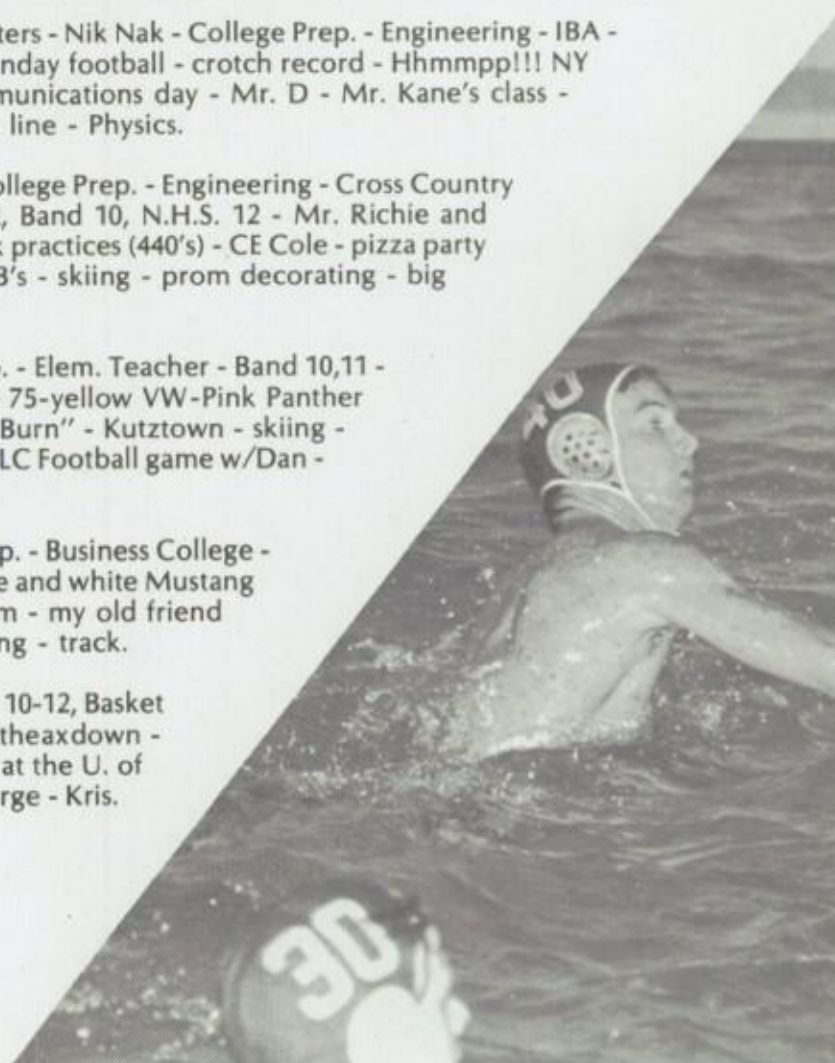 ters - Nik Nak - College Prep. - Engineering - IBA -
nday football - crotch record - Hhmmpp!!! NY
munications day - Mr. D - Mr. Kane's class -
line - Physics.
ollege Prep. - Engineering - Cross Country
, Band 10, N.H.S. 12 - Mr. Richie and
practices (440's) - CE Cole - pizza party
B's - skiing - prom decorating - big
. - Elem. Teacher - Band 10,11 -
75-yellow VW-Pink Panther
Burn" - Kutztown - skiing -
LC Football game w/Dan -
p. - Business College -
e and white Mustang
m - my old friend
ng - track.
10-12, Basket
theaxdown -
at the U. of
rge - Kris.
40
30